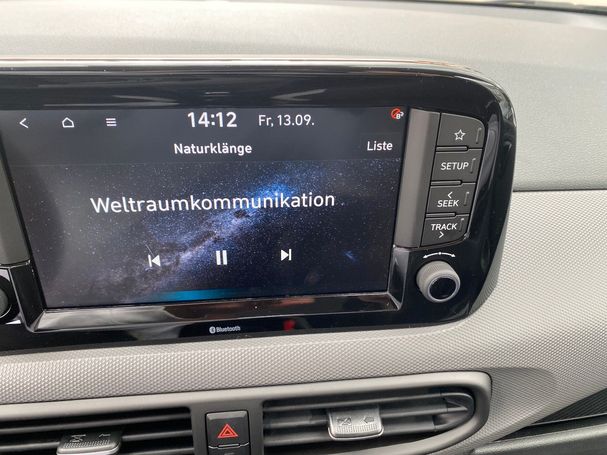 14:12 Fr, 13.09.
Naturklänge Liste
Weltraumkommunikation
SETUP
SEEK
TRACK
Bluetooth